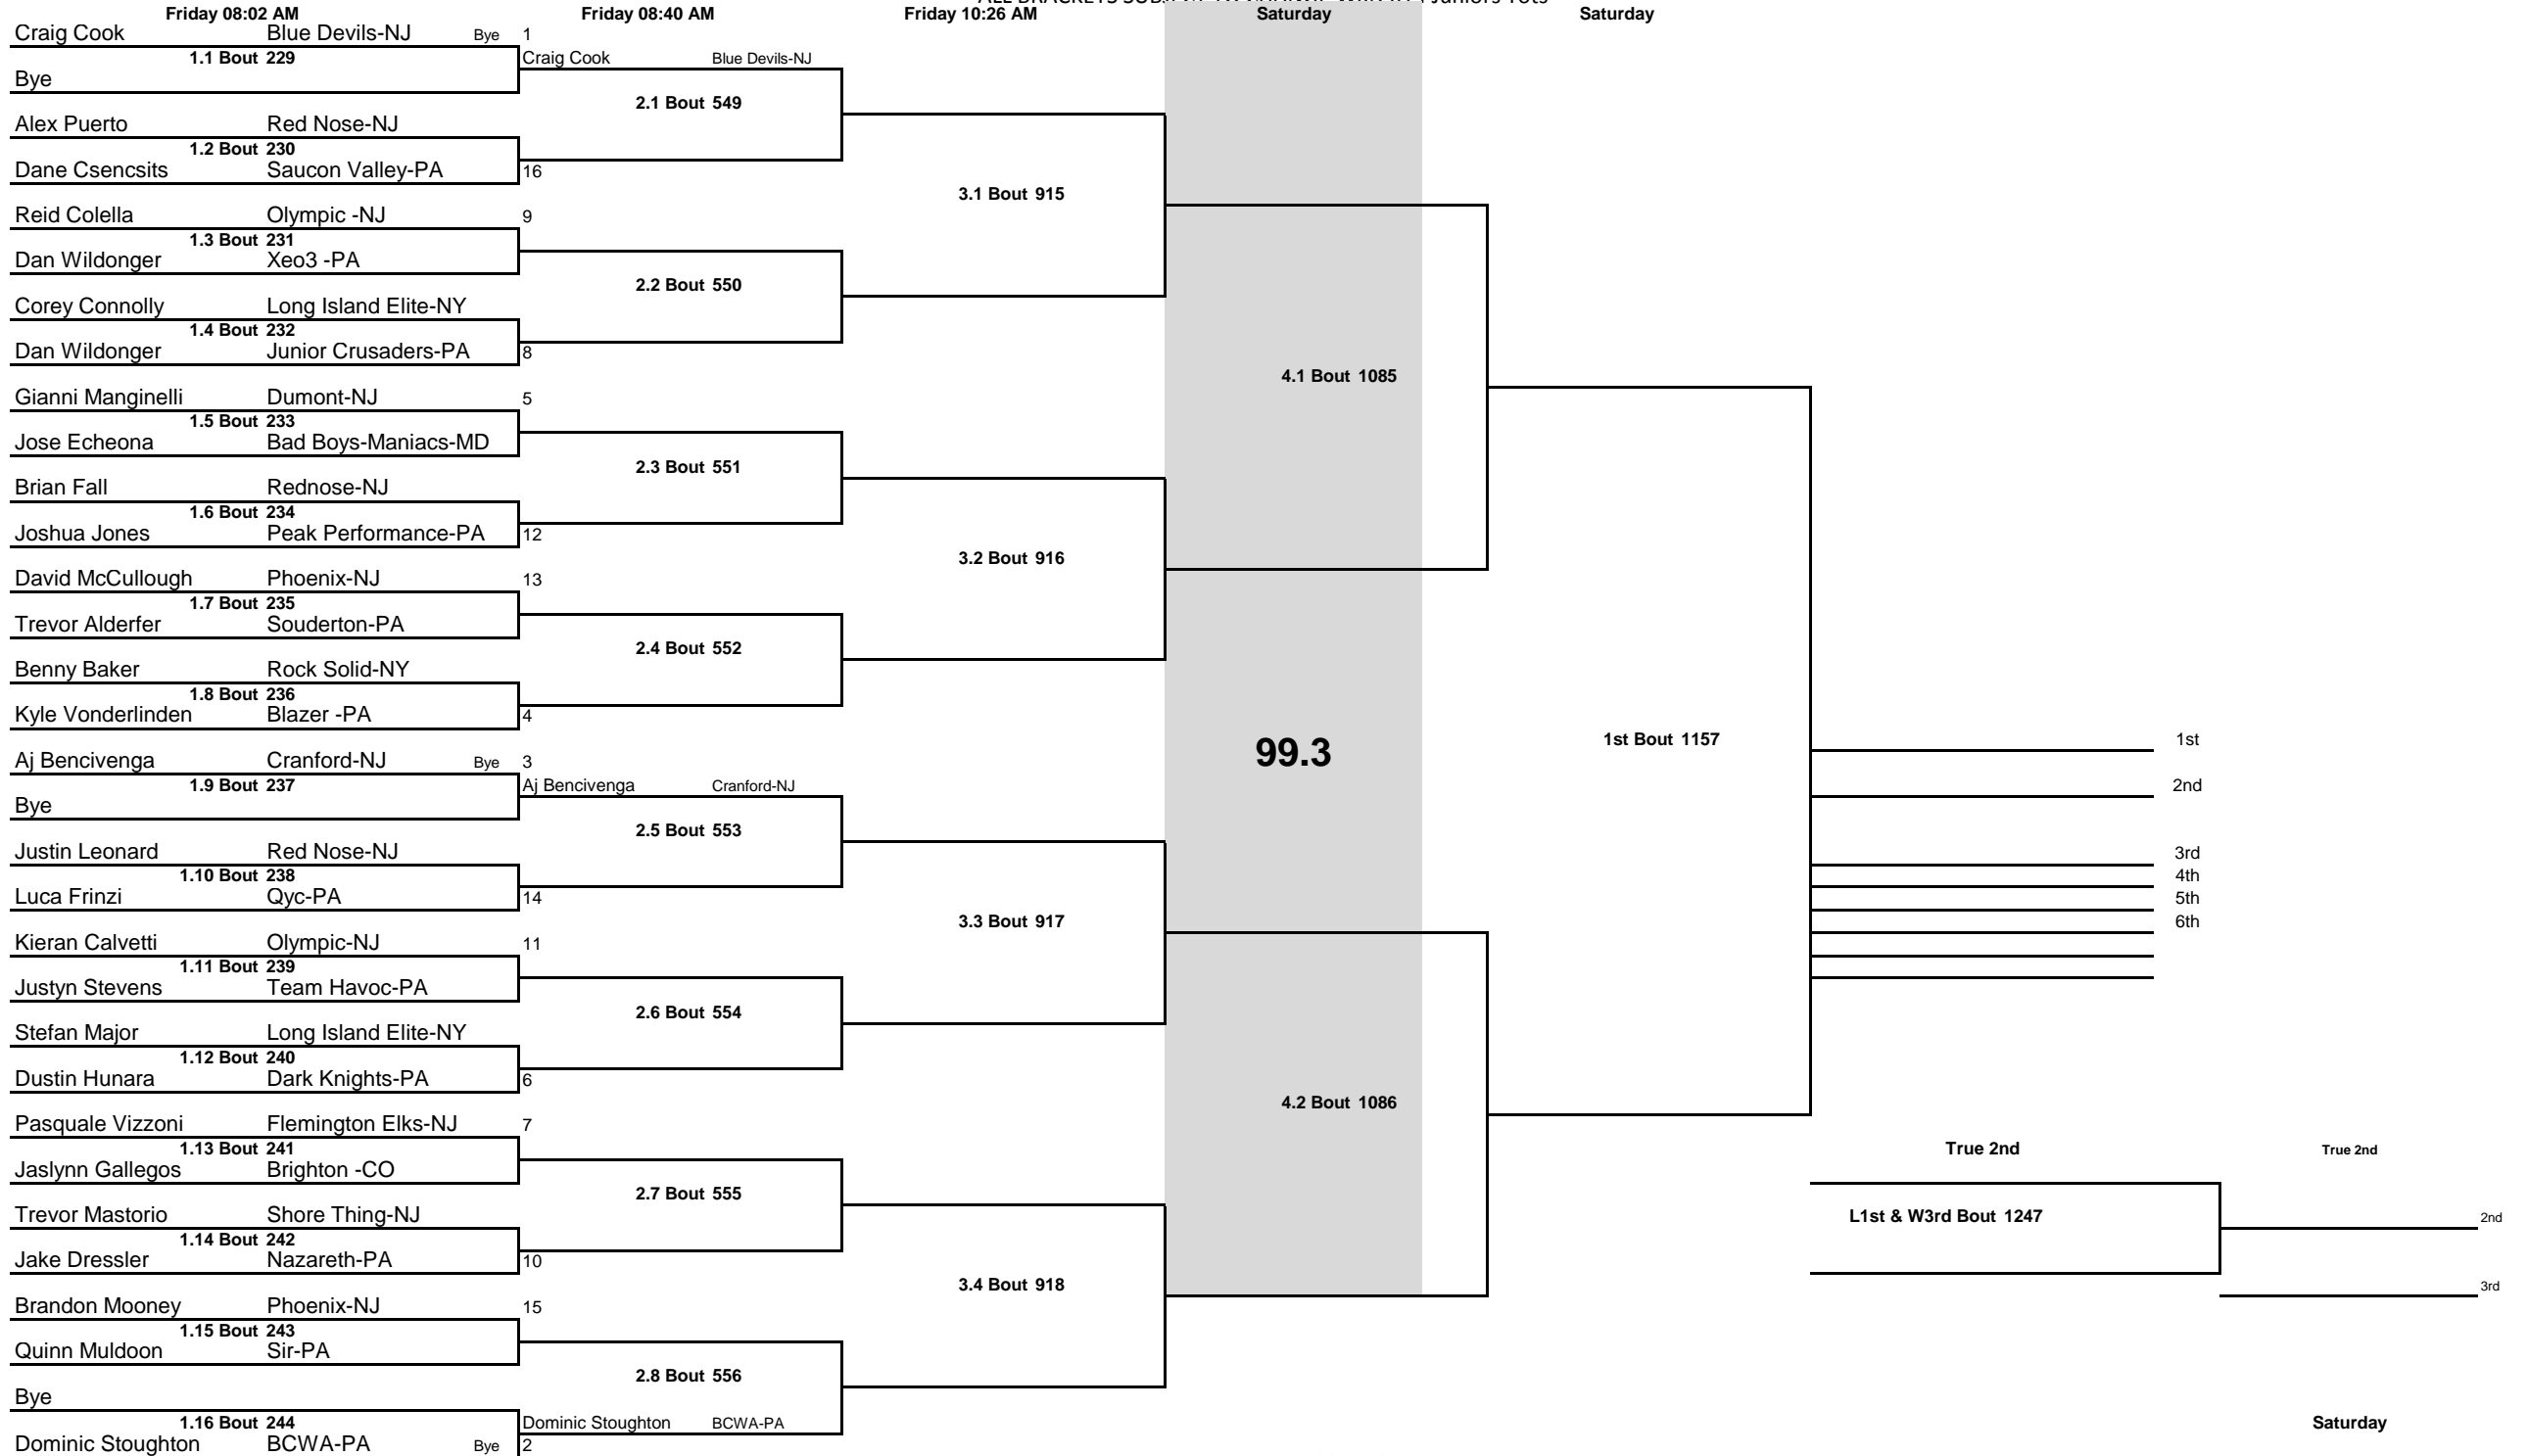 ALL BRACKETS SUB
Juniors Tots
Friday 08:02 AM Friday 08:40 AM Friday 10:26 AM Saturday Saturday
Craig Cook Blue Devils-NJ Bye 1
1.1 Bout 229 Craig Cook Blue Devils-NJ
Bye
2.1 Bout 549
Alex Puerto Red Nose-NJ
1.2 Bout 230
Dane Csencsits Saucon Valley-PA 16
3.1 Bout 915
Reid Colella Olympic -NJ 9
1.3 Bout 231
Dan Wildonger Xeo3 -PA
2.2 Bout 550
Corey Connolly Long Island Elite-NY
1.4 Bout 232
Dan Wildonger Junior Crusaders-PA 8
4.1 Bout 1085
Gianni Manginelli Dumont-NJ 5
1.5 Bout 233
Jose Echeona Bad Boys-Maniacs-MD
2.3 Bout 551
Brian Fall Rednose-NJ
1.6 Bout 234
Joshua Jones Peak Performance-PA 12
3.2 Bout 916
David McCullough Phoenix-NJ 13
1.7 Bout 235
Trevor Alderfer Souderton-PA
2.4 Bout 552
Benny Baker Rock Solid-NY
1.8 Bout 236
Kyle Vonderlinden Blazer -PA 4
99.3
1st Bout 1157 1st
Aj Bencivenga Cranford-NJ Bye 3
1.9 Bout 237 Aj Bencivenga Cranford-NJ 2nd
Bye
2.5 Bout 553
Justin Leonard Red Nose-NJ 3rd
1.10 Bout 238 4th
Luca Frinzi Qyc-PA 14 5th
3.3 Bout 917 6th
Kieran Calvetti Olympic-NJ 11
1.11 Bout 239
Justyn Stevens Team Havoc-PA
2.6 Bout 554
Stefan Major Long Island Elite-NY
1.12 Bout 240
Dustin Hunara Dark Knights-PA 6
4.2 Bout 1086
Pasquale Vizzoni Flemington Elks-NJ 7
1.13 Bout 241 True 2nd True 2nd
Jaslynn Gallegos Brighton -CO
2.7 Bout 555
Trevor Mastorio Shore Thing-NJ L1st & W3rd Bout 1247 2nd
1.14 Bout 242
Jake Dressler Nazareth-PA 10
3.4 Bout 918 3rd
Brandon Mooney Phoenix-NJ 15
1.15 Bout 243
Quinn Muldoon Sir-PA
2.8 Bout 556
Bye
1.16 Bout 244 Dominic Stoughton BCWA-PA Saturday
Dominic Stoughton BCWA-PA Bye 2